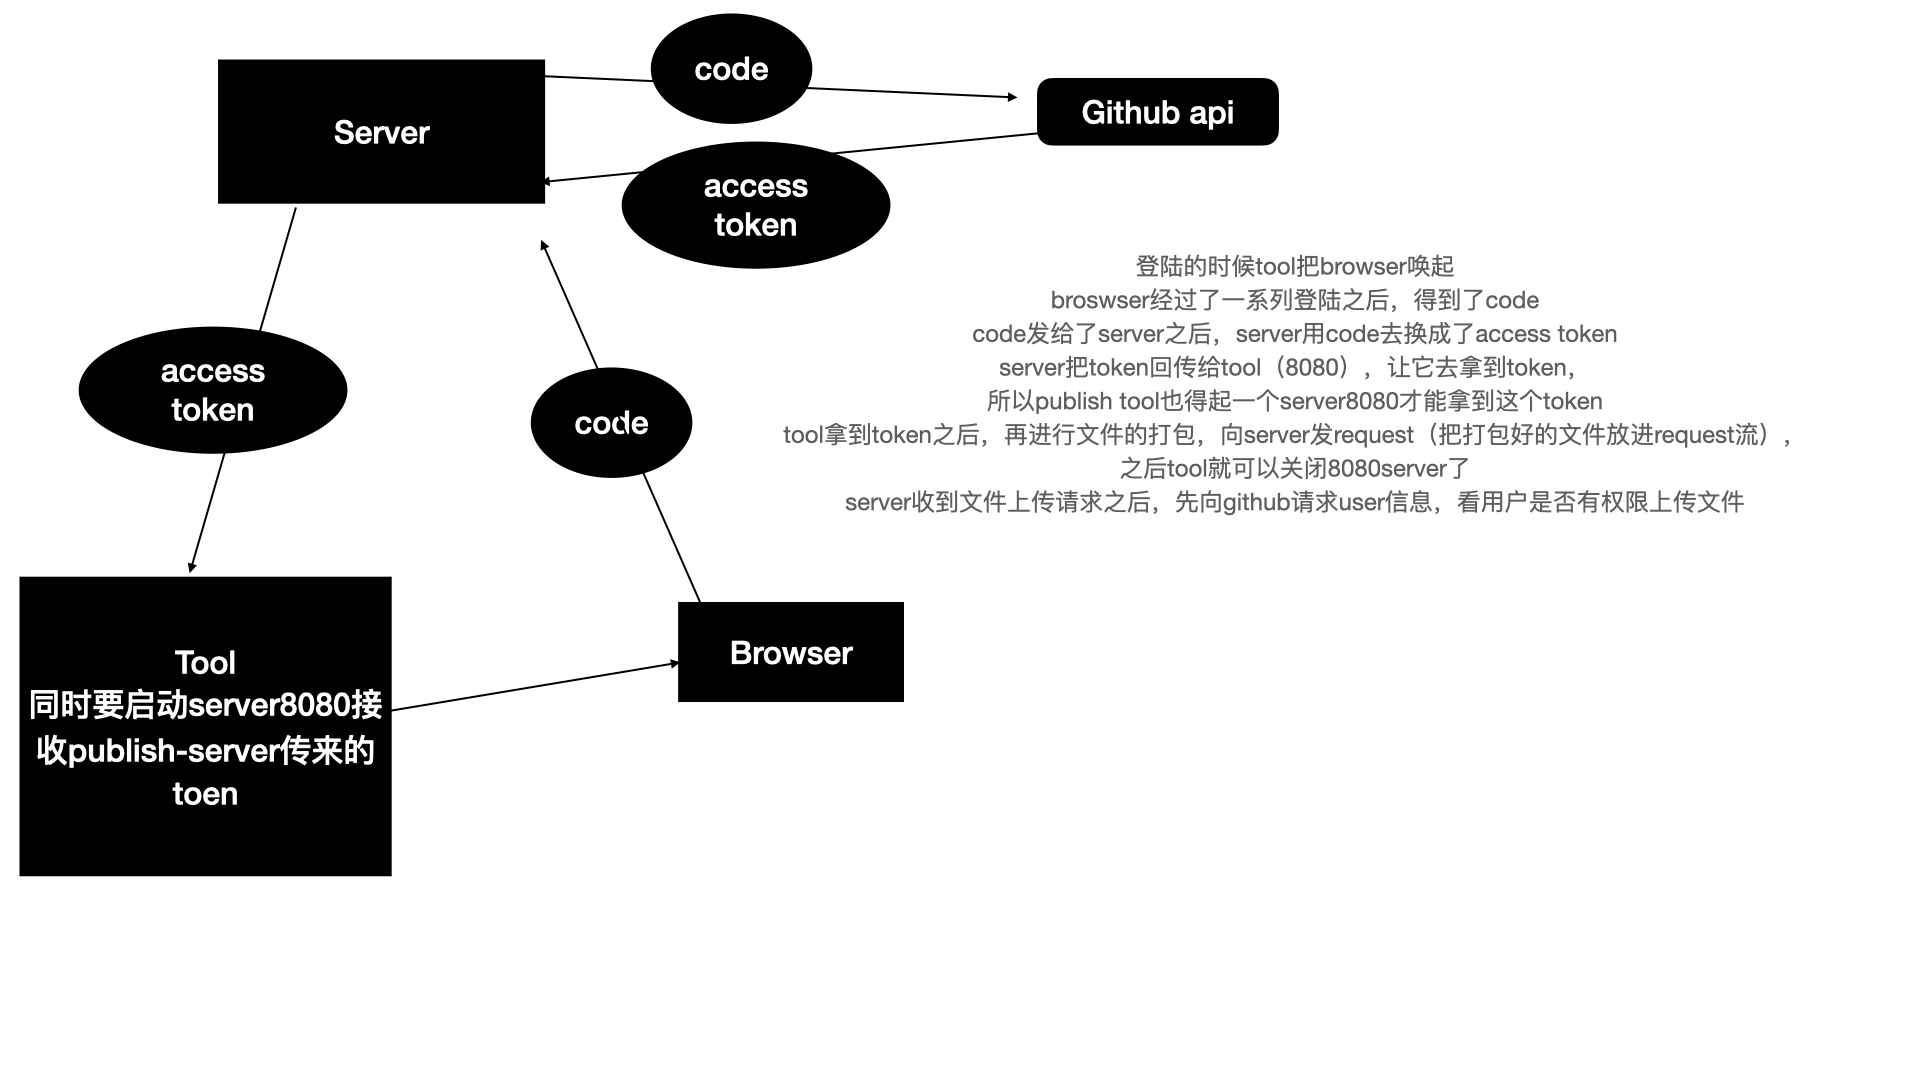 code
Server
Github api
access
token
登陆的时候tool把browser唤起
broswser经过了一系列登陆之后，得到了code
code发给了server之后，server用code去换成了access token
server把token回传给tool（8080），让它去拿到token，
所以publish tool也得起一个server8080才能拿到这个token
tool拿到token之后，再进行文件的打包，向server发request（把打包好的文件放进request流），
之后tool就可以关闭8080server了
server收到文件上传请求之后，先向github请求user信息，看用户是否有权限上传文件
access
token
code
Tool
同时要启动server8080接
收publish-server传来的
toen
Browser